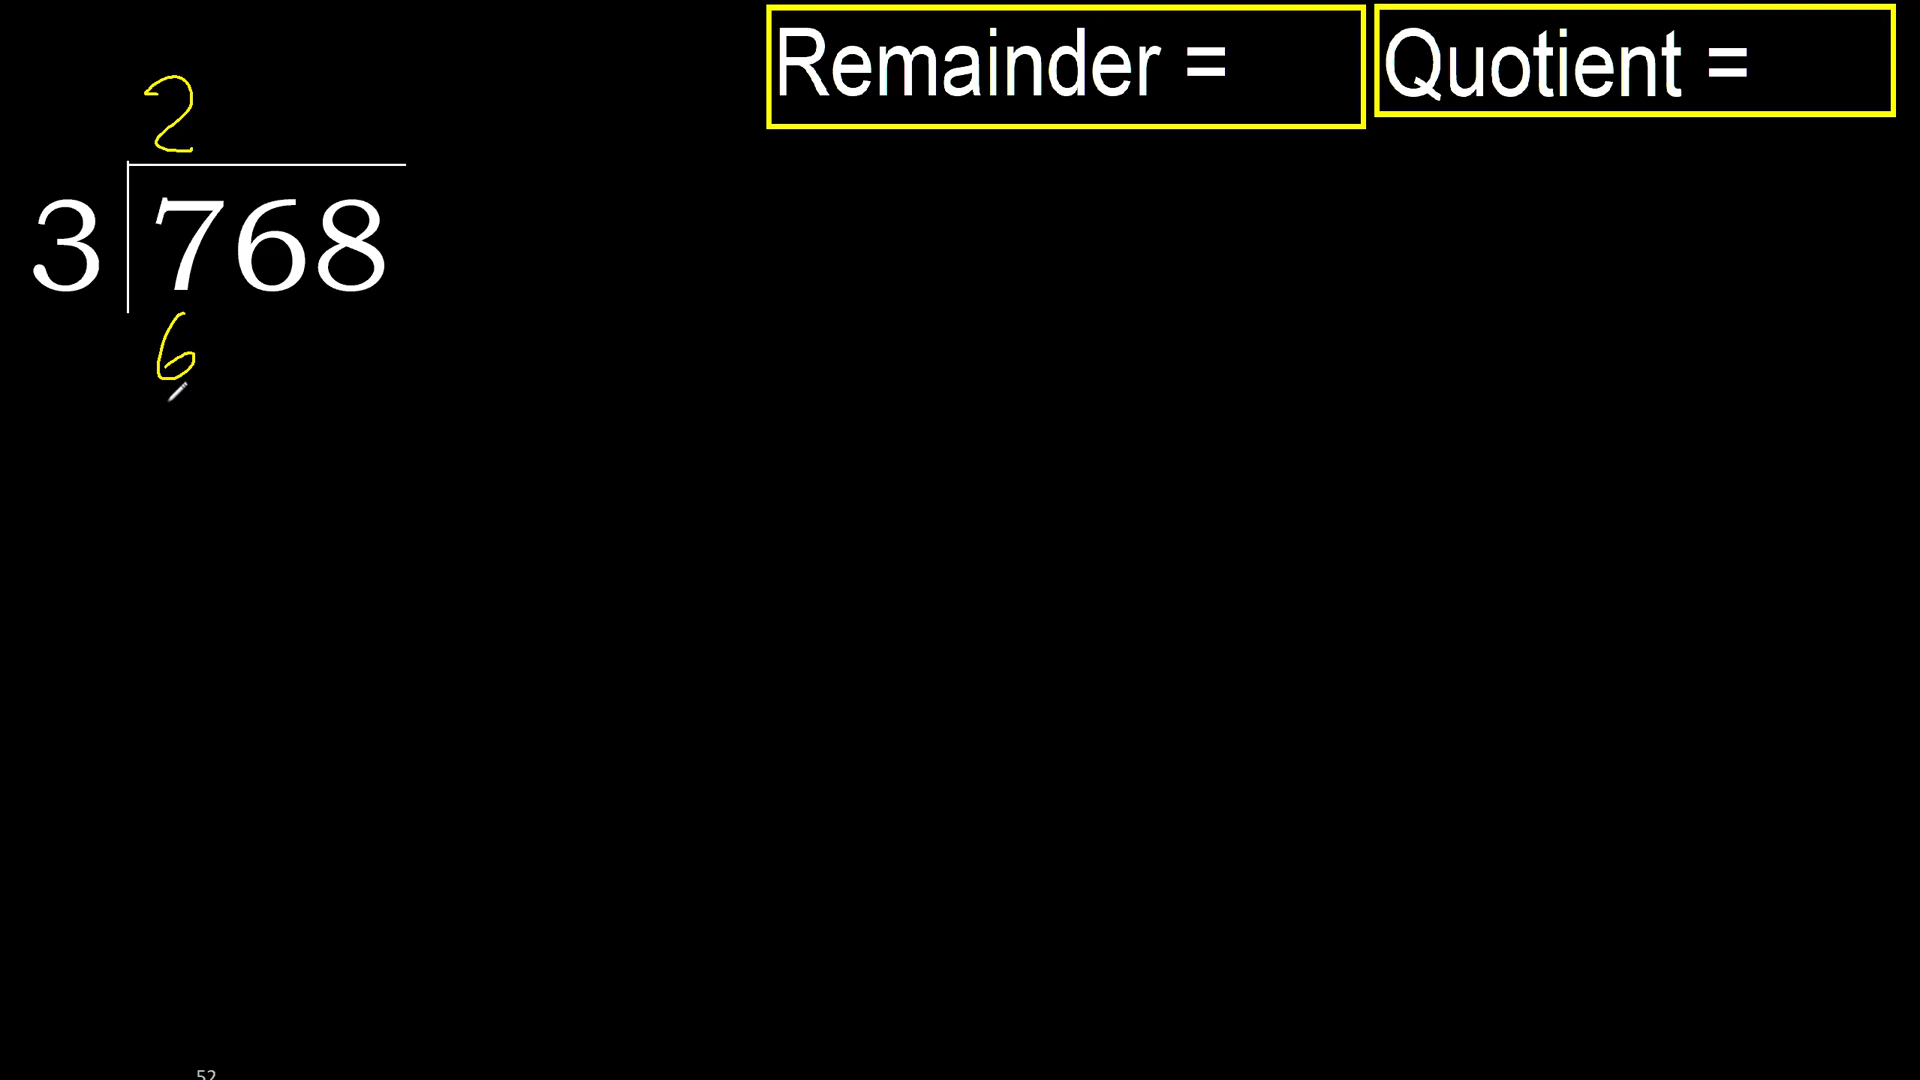 Remainder = Quotient =
2
3 768
6
52